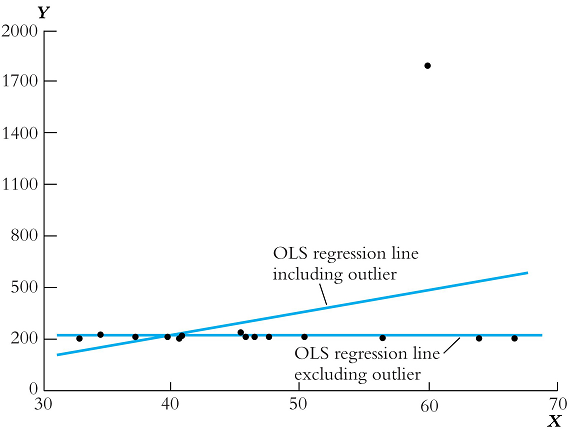 Y
2000
1700
1400
1100
800
500
200
0
OLS regression line
including outlier
OLS regression line
excluding outlier
30
40
50
60
70
X